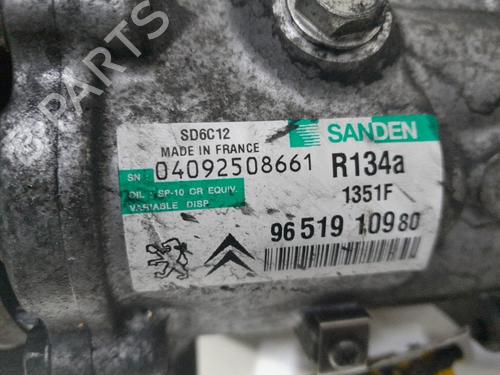 SD6C12
MADE IN FRANCE
SANDEN
SN: 04092508661
R134a
OIL : SP-10 OR EQUIV.
1351F
VARIABLE DISP.
96 519 109 80
B-PARTS